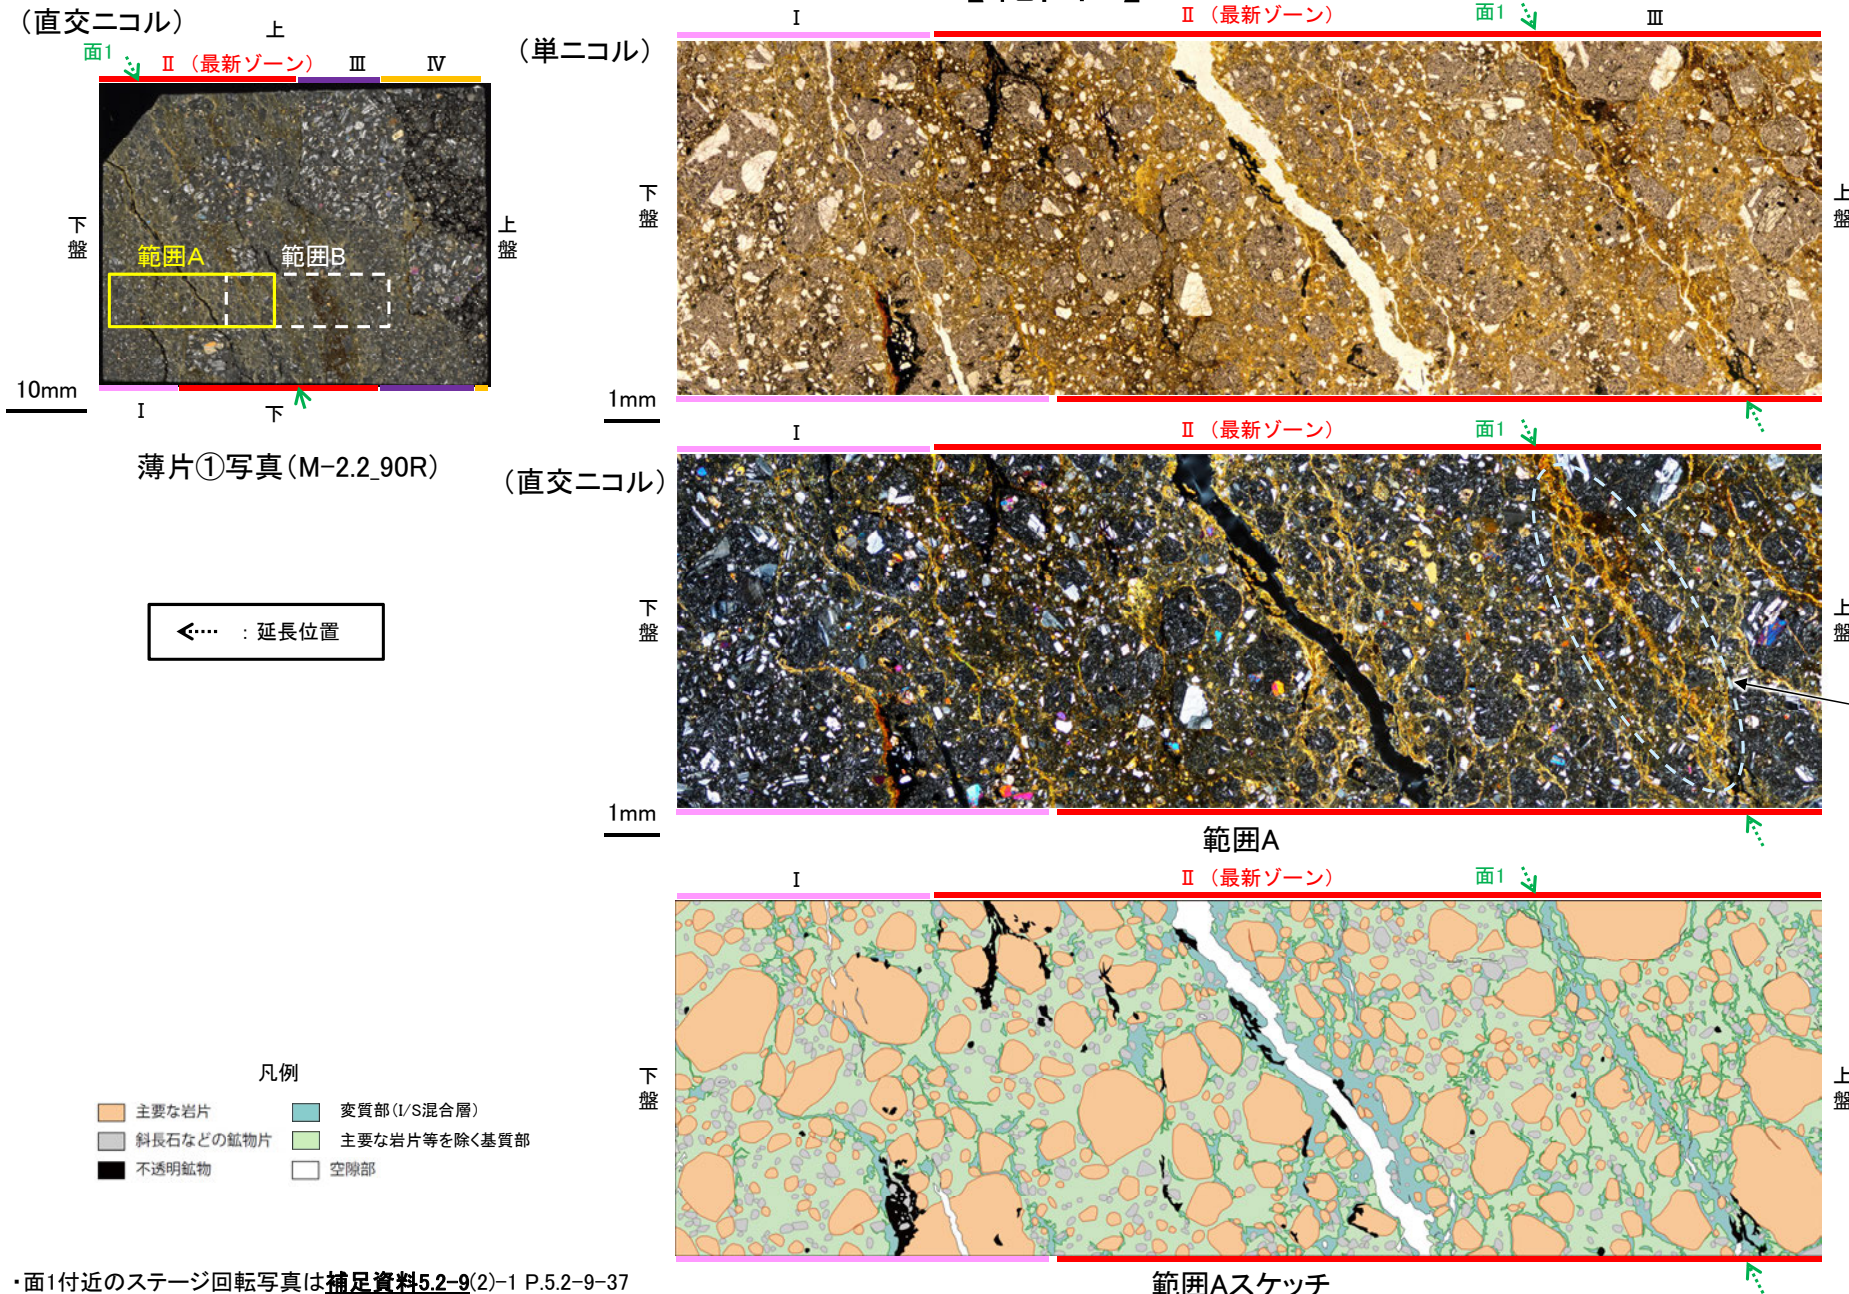 (直交ニコル)
上
面1
Ⅱ (最新ゾーン)
Ⅲ
Ⅳ
下盤
上盤
範囲A
範囲B
10mm
Ⅰ
下
薄片①写真(M-2.2_90R)
:延長位置
Ⅰ
Ⅱ (最新ゾーン)
面1
Ⅲ
(単ニコル)
下盤
上盤
1mm
Ⅰ
Ⅱ (最新ゾーン)
面1
(直交ニコル)
下盤
上盤
1mm
範囲A
Ⅰ
Ⅱ (最新ゾーン)
面1
下盤
上盤
範囲Aスケッチ
凡例
主要な岩片
変質部(I/S混合層)
斜長石などの鉱物片
主要な岩片等を除く基質部
不透明鉱物
空隙部
・面1付近のステージ回転写真は補足資料5.2-9(2)-1 P.5.2-9-37